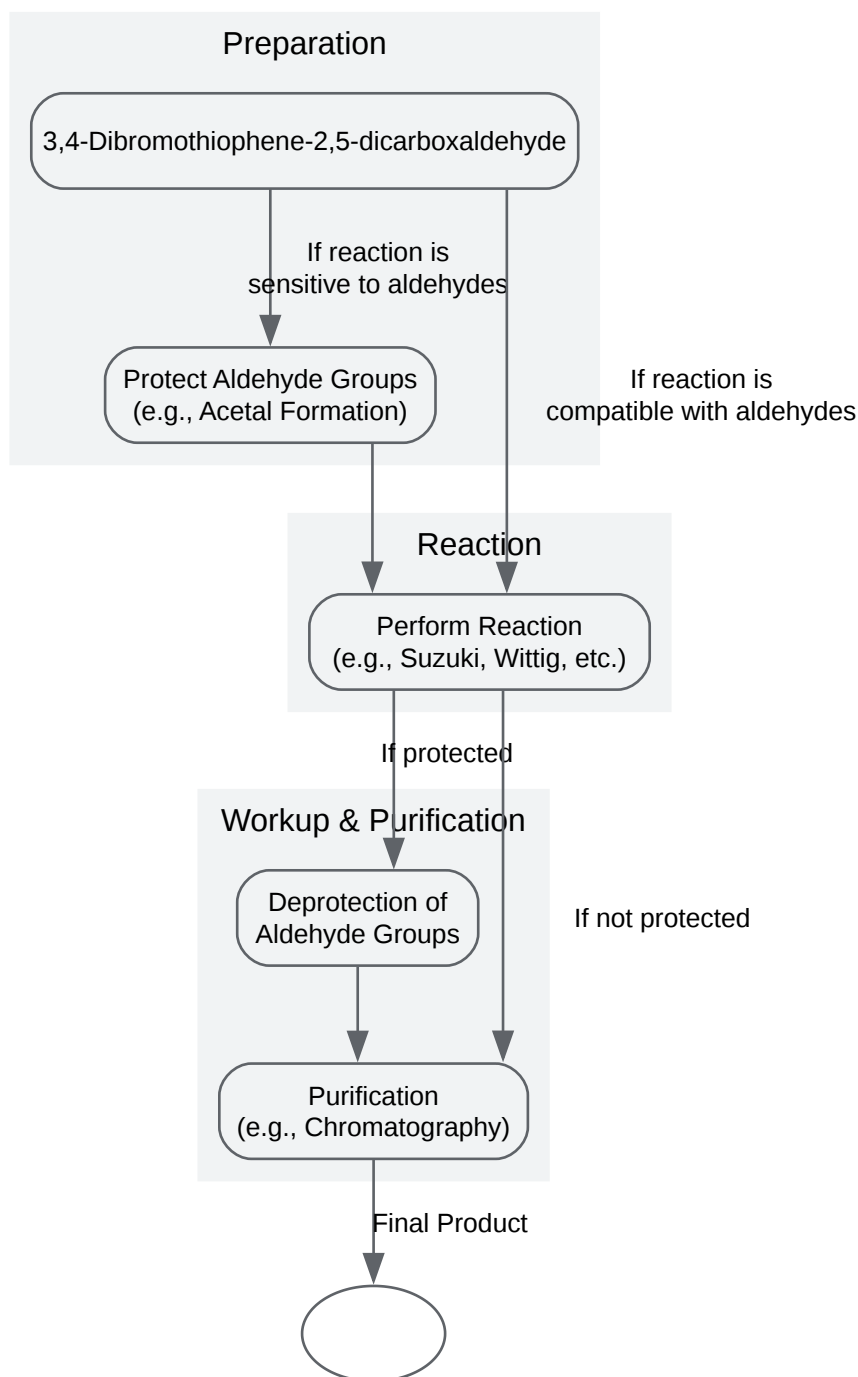 Preparation
3,4-Dibromothiophene-2,5-dicarboxaldehyde
If reaction is
sensitive to aldehydes
Protect Aldehyde Groups
(e.g., Acetal Formation)
If reaction is
compatible with aldehydes
Reaction
Perform Reaction
(e.g., Suzuki, Wittig, etc.)
If protected
Workup & Purification
Deprotection of
Aldehyde Groups
If not protected
Purification
(e.g., Chromatography)
Final Product